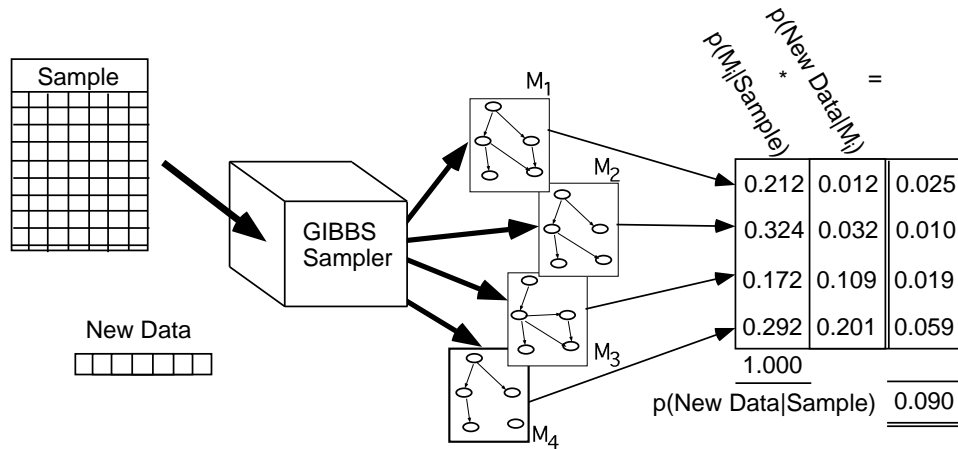 Sample
New Data
GIBBS
Sampler
M1
M2
M3
M4
p(Mi|Sample)
*
p(New Data|Mi)
=
0.212 0.012 0.025
0.324 0.032 0.010
0.172 0.109 0.019
0.292 0.201 0.059
1.000
p(New Data|Sample) 0.090